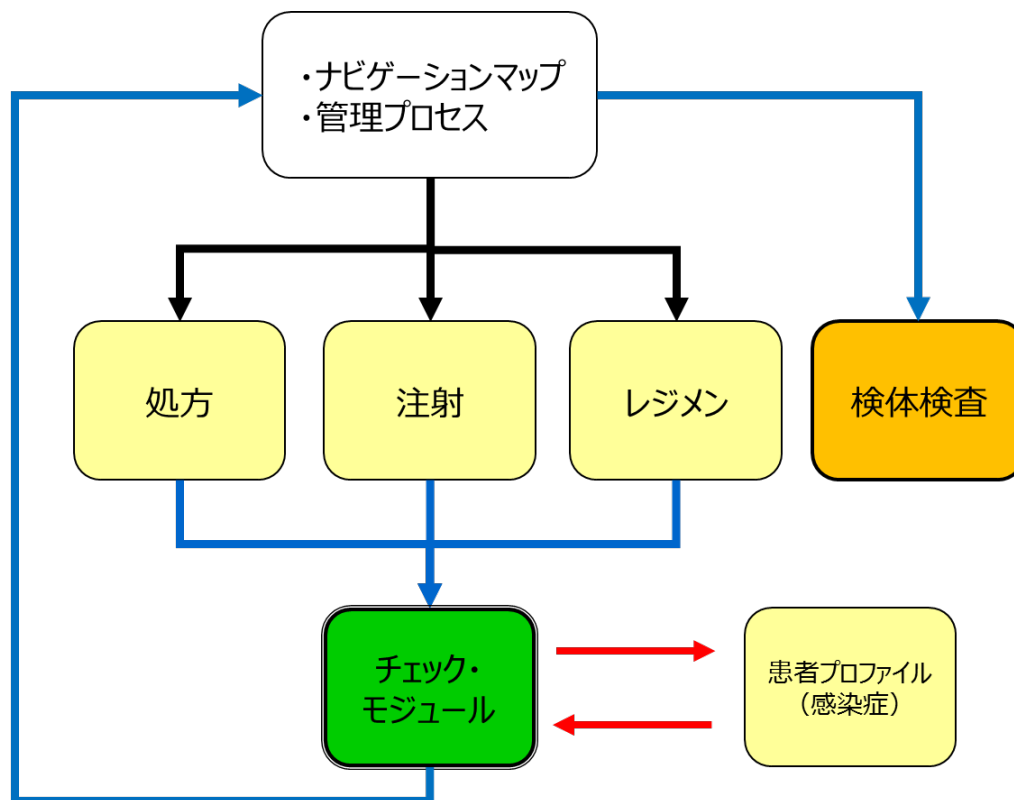 ・ナビゲーションマップ
・管理プロセス
処方
注射
レジメン
検体検査
チェック・
モジュール
患者プロファイル
（感染症）